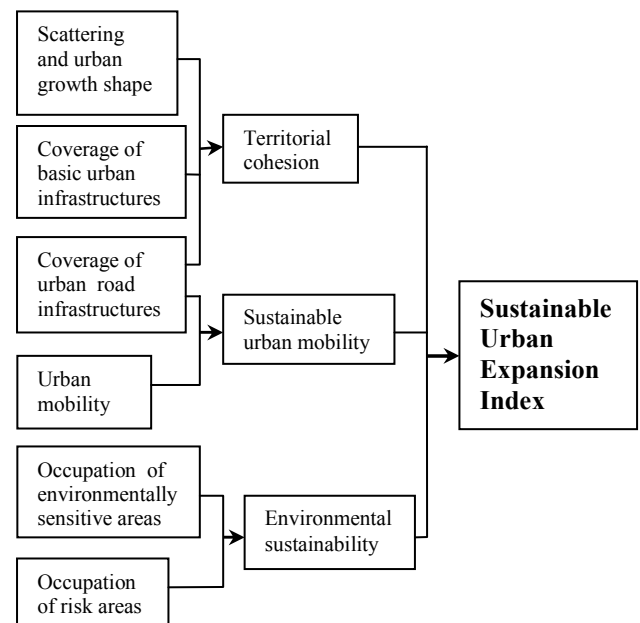 Scattering
and urban
growth shape
Coverage of
basic urban
infrastructures
Coverage of
urban road
infrastructures
Urban
mobility
Occupation of
environmentally
sensitive areas
Occupation
of risk areas
Territorial
cohesion
Sustainable
urban mobility
Environmental
sustainability
Sustainable
Urban
Expansion
Index